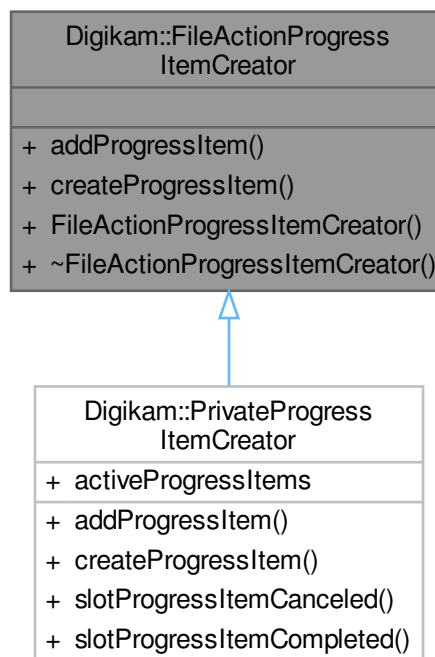 Digikam::FileActionProgress
ItemCreator
+ addProgressItem()
+ createProgressItem()
+ FileActionProgressItemCreator()
+ ~FileActionProgressItemCreator()
Digikam::PrivateProgress
ItemCreator
+ activeProgressItems
+ addProgressItem()
+ createProgressItem()
+ slotProgressItemCanceled()
+ slotProgressItemCompleted()